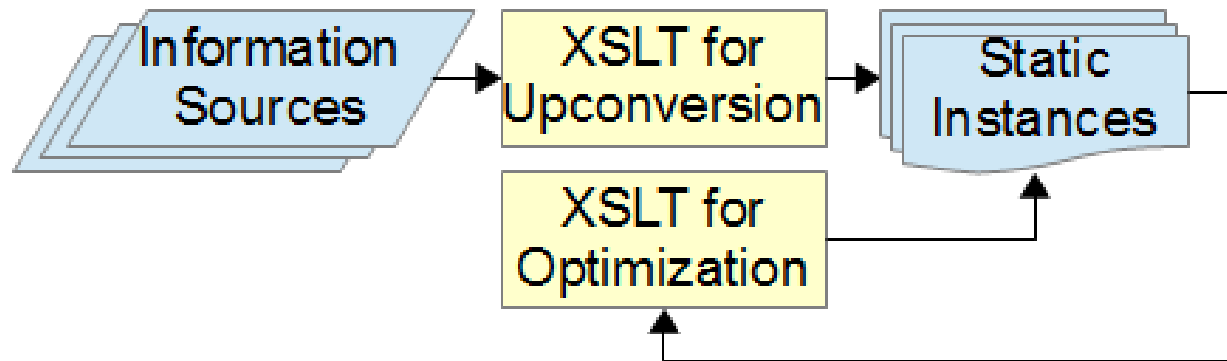 Information
Sources
XSLT for
Upconversion
Static
Instances
XSLT for
Optimization